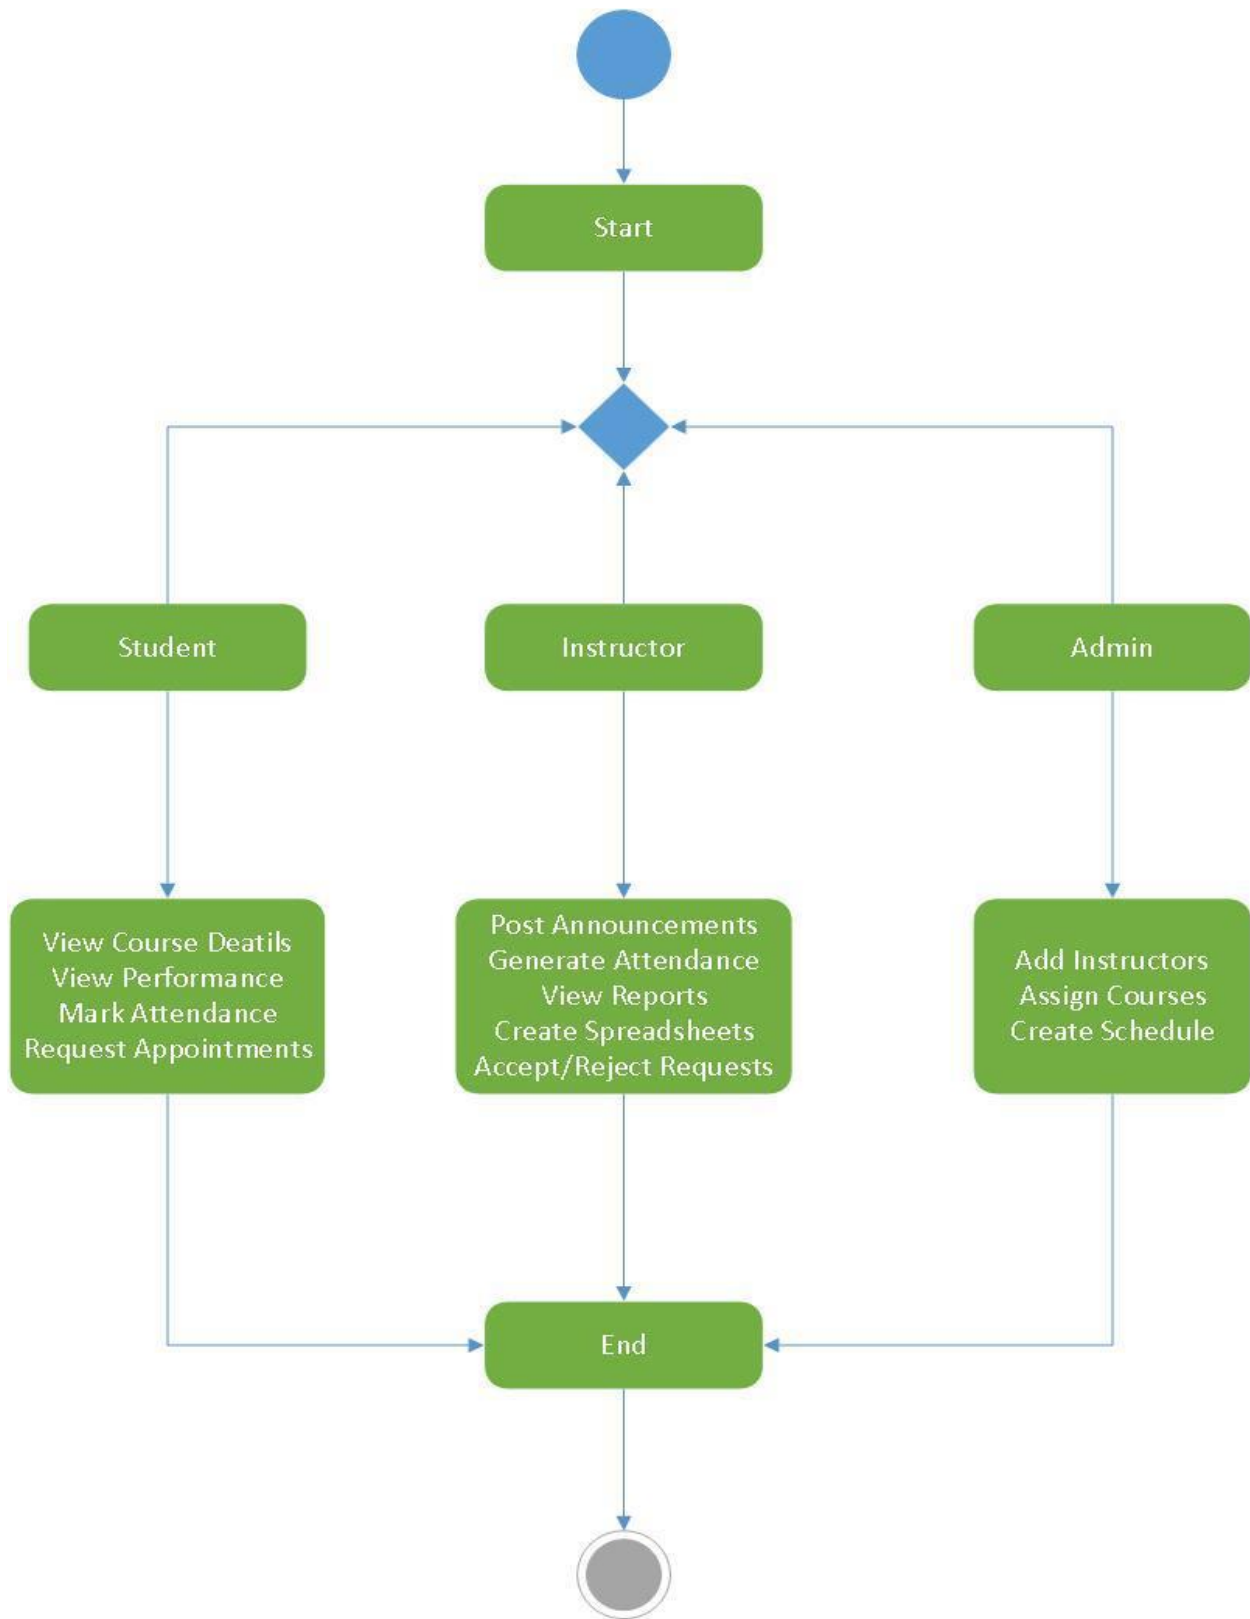 Start
Student
Instructor
Admin
View Course Deatils
View Performance
Mark Attendance
Request Appointments
Post Announcements
Generate Attendance
View Reports
Create Spreadsheets
Accept/Reject Requests
Add Instructors
Assign Courses
Create Schedule
End